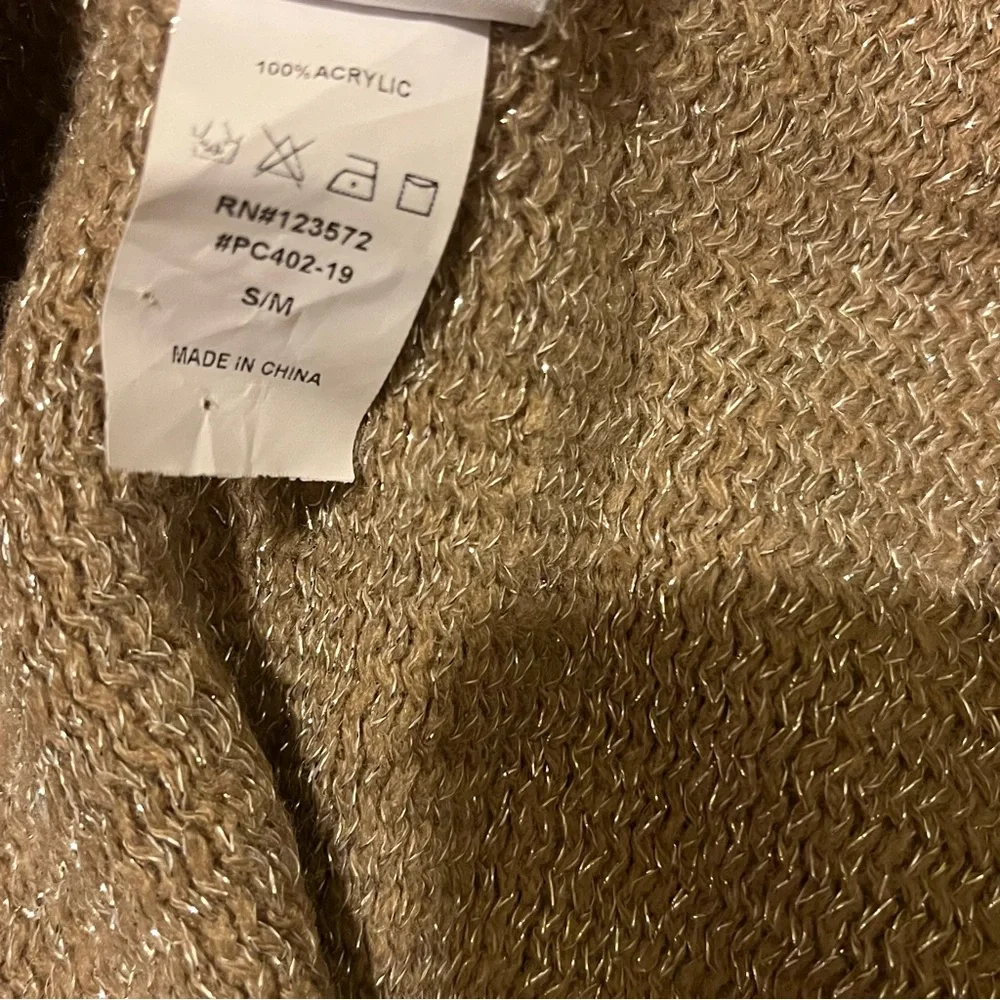 100% ACRYLIC
RN#123572
#PC402-19
S/M
MADE IN CHINA